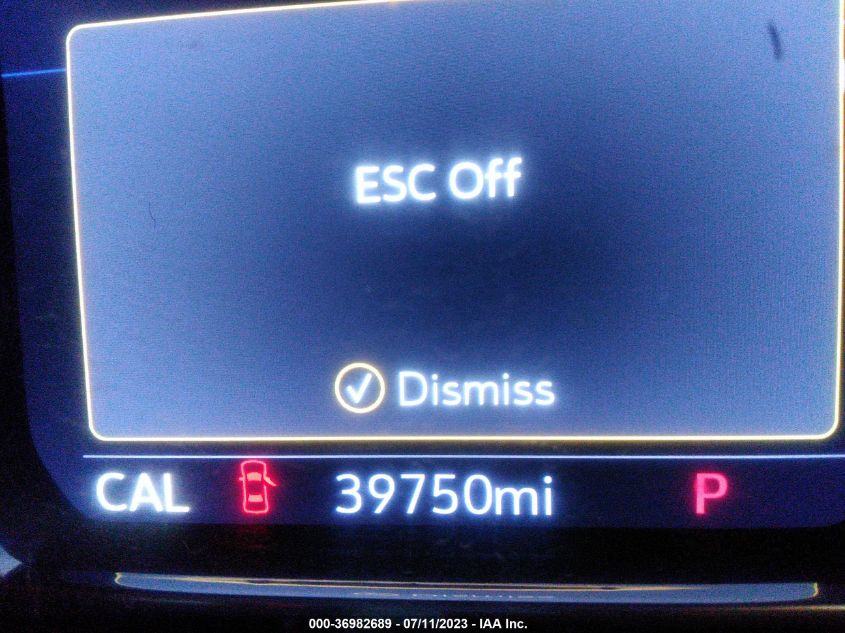 ESC Off
Dismiss
CAL 39750mi P
000-36982689 - 07/11/2023 - IAA Inc.